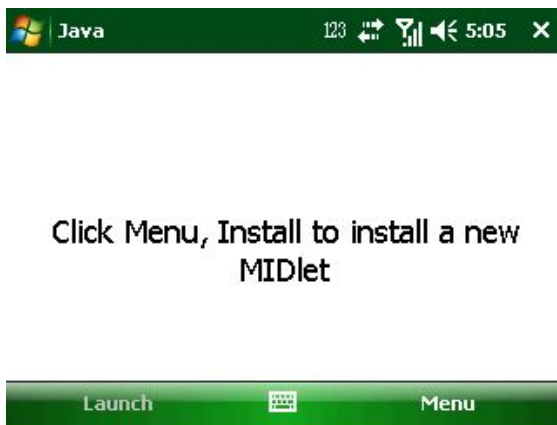 Java 123 5:05
Click Menu, Install to install a new
MIDlet
Launch Menu